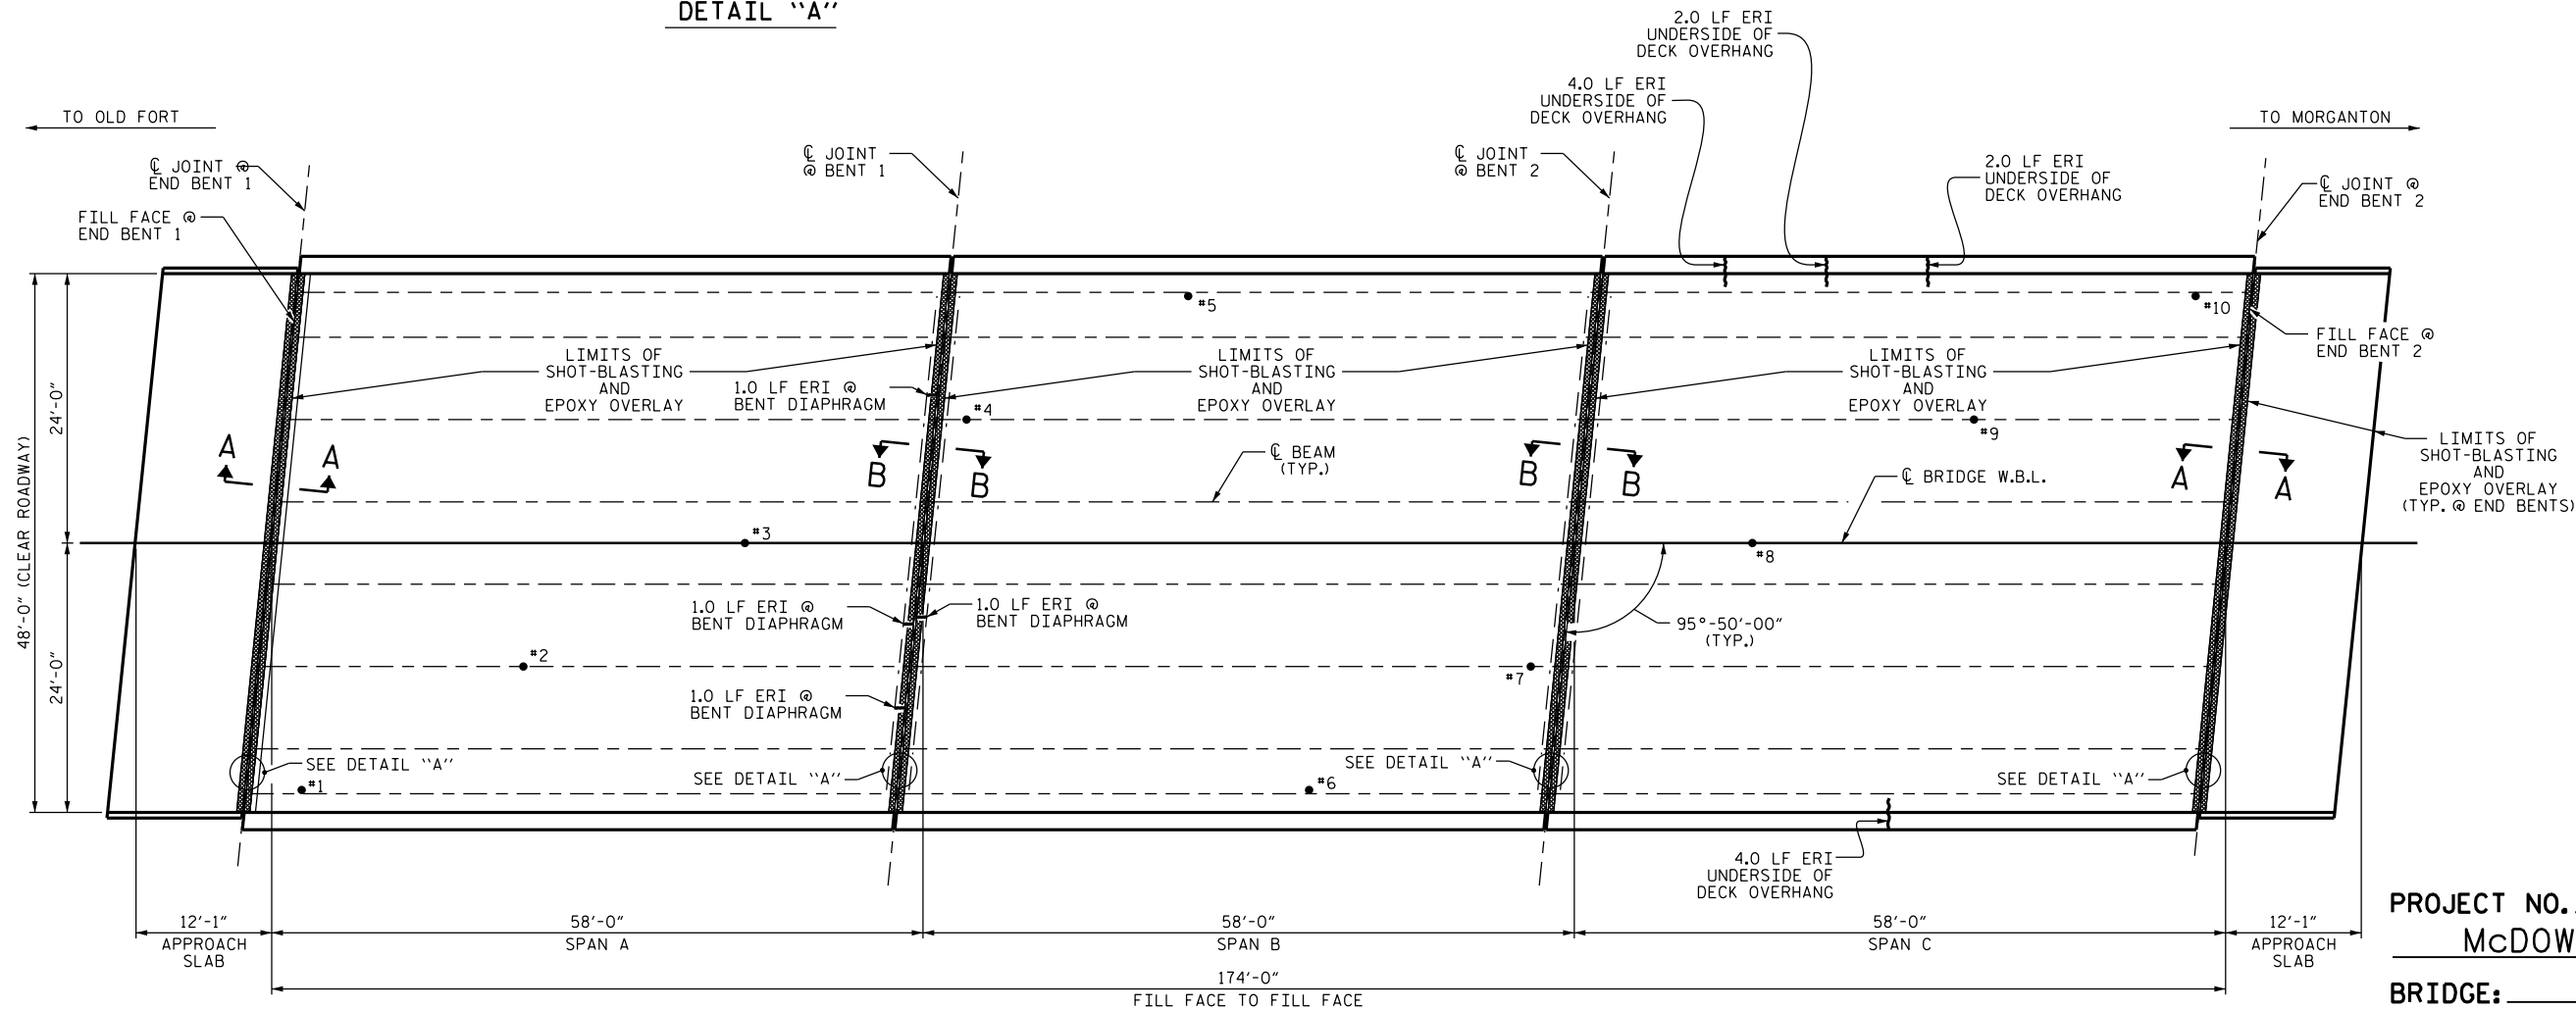 DETAIL "A"
2.0 LF ERI
UNDERSIDE OF
DECK OVERHANG
4.0 LF ERI
UNDERSIDE OF
DECK OVERHANG
TO OLD FORT
TO MORGANTON
℄ JOINT @
END BENT 1
℄ JOINT
@ BENT 1
℄ JOINT
@ BENT 2
2.0 LF ERI
UNDERSIDE OF
DECK OVERHANG
℄ JOINT @
END BENT 2
FILL FACE @
END BENT 1
#5
#10
FILL FACE @
END BENT 2
LIMITS OF
SHOT-BLASTING
AND
EPOXY OVERLAY
1.0 LF ERI @
BENT DIAPHRAGM
LIMITS OF
SHOT-BLASTING
AND
EPOXY OVERLAY
LIMITS OF
SHOT-BLASTING
AND
EPOXY OVERLAY
24'-0"
48'-0" (CLEAR ROADWAY)
24'-0"
#4
#9
A
A
B
B
B
B
A
A
℄ BEAM
(TYP.)
℄ BRIDGE W.B.L.
LIMITS OF
SHOT-BLASTING
AND
EPOXY OVERLAY
(TYP. @ END BENTS)
#3
#8
1.0 LF ERI @
BENT DIAPHRAGM
1.0 LF ERI @
BENT DIAPHRAGM
95°-50'-00"
(TYP.)
#2
#7
1.0 LF ERI @
BENT DIAPHRAGM
SEE DETAIL "A"
#1
SEE DETAIL "A"
SEE DETAIL "A"
#6
SEE DETAIL "A"
4.0 LF ERI
UNDERSIDE OF
DECK OVERHANG
12'-1"
APPROACH
SLAB
58'-0"
SPAN A
58'-0"
SPAN B
58'-0"
SPAN C
12'-1"
APPROACH
SLAB
174'-0"
FILL FACE TO FILL FACE
PROJECT NO.
McDOW
BRIDGE: